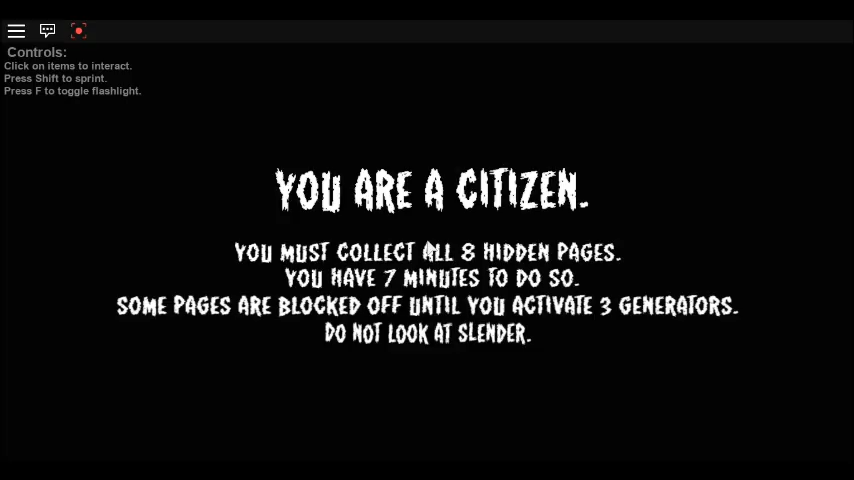 Controls:
Click on items to interact.
Press Shift to sprint.
Press F to toggle flashlight.
YOU ARE A CITIZEN.
YOU MUST COLLECT ALL 8 HIDDEN PAGES.
YOU HAVE 7 MINUTES TO DO SO.
SOME PAGES ARE BLOCKED OFF UNTIL YOU ACTIVATE 3 GENERATORS.
DO NOT LOOK AT SLENDER.